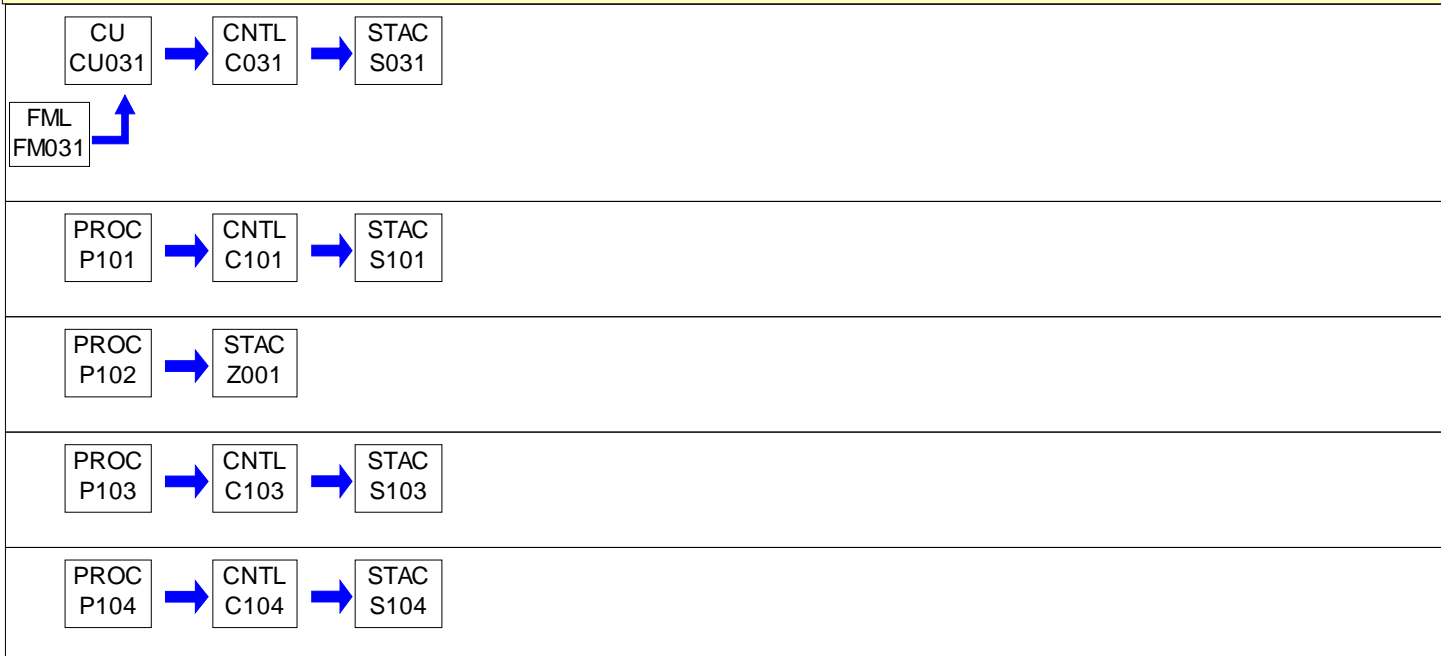 CU
CU031
CNTL
C031
STAC
S031
FML
FM031
PROC
P101
CNTL
C101
STAC
S101
PROC
P102
STAC
Z001
PROC
P103
CNTL
C103
STAC
S103
PROC
P104
CNTL
C104
STAC
S104